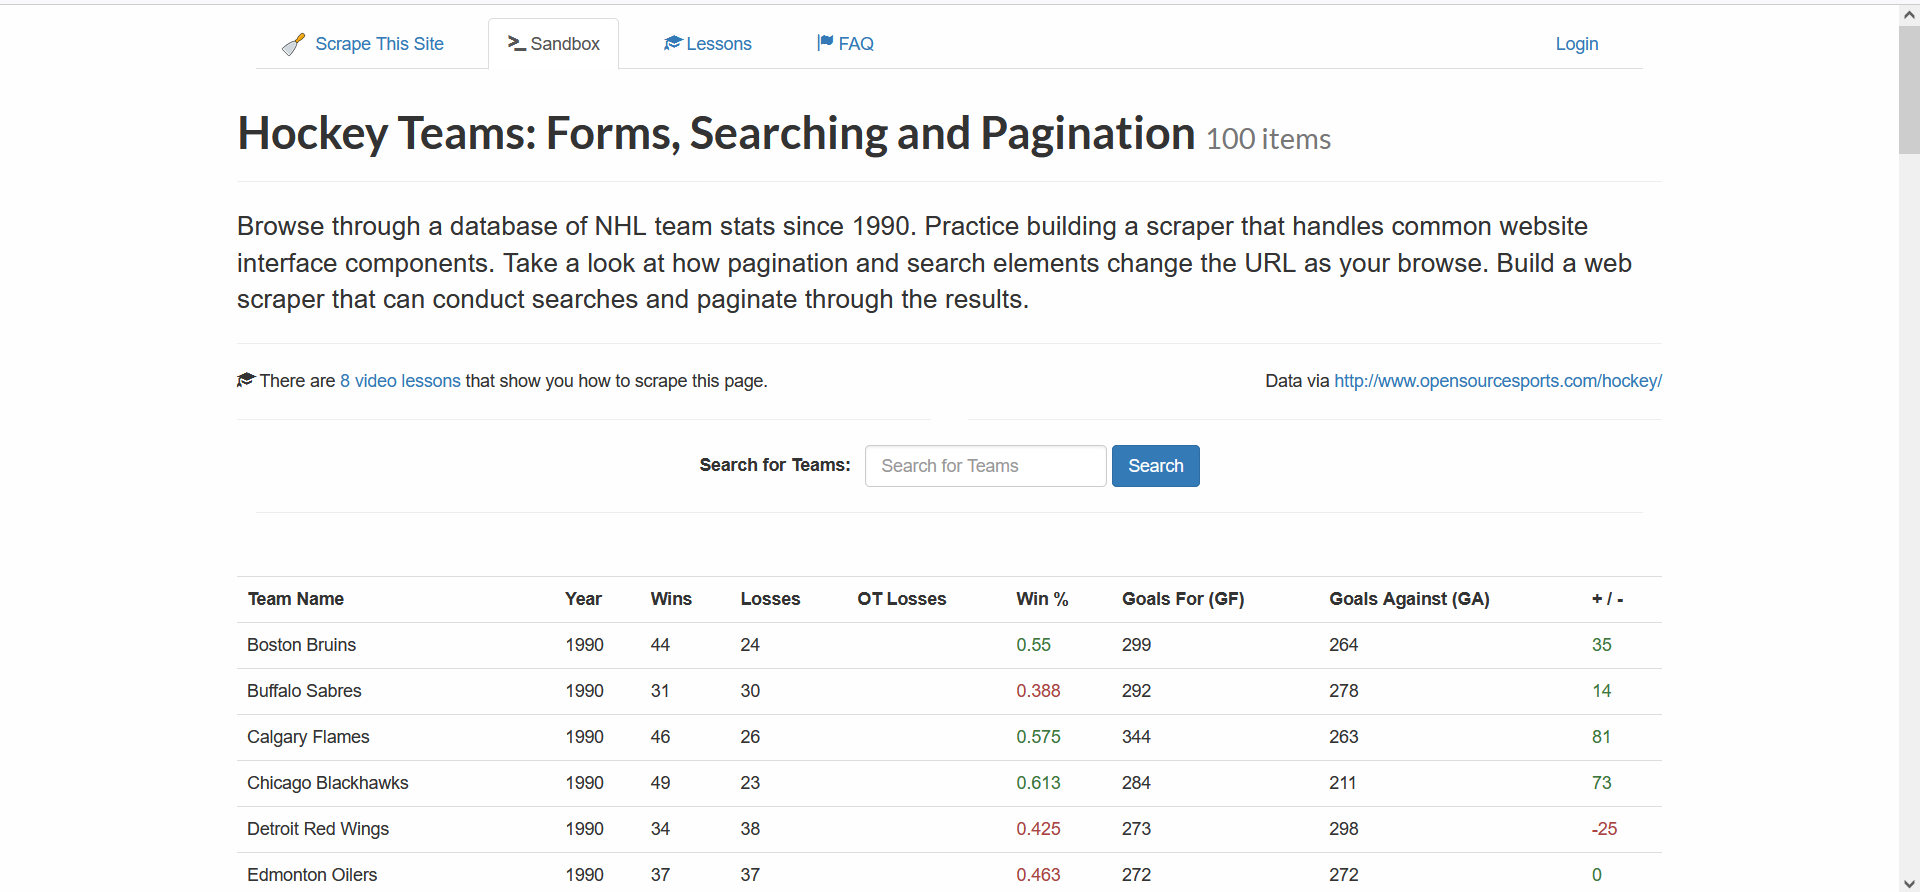 Scrape This Site Sandbox Lessons FAQ Login
Hockey Teams: Forms, Searching and Pagination 100 items
Browse through a database of NHL team stats since 1990. Practice building a scraper that handles common website
interface components. Take a look at how pagination and search elements change the URL as your browse. Build a web
scraper that can conduct searches and paginate through the results.
There are 8 video lessons that show you how to scrape this page. Data via http://www.opensourcesports.com/hockey/
Search for Teams: Search for Teams Search
Team Name Year Wins Losses OT Losses Win % Goals For (GF) Goals Against (GA) + / -
Boston Bruins 1990 44 24 0.55 299 264 35
Buffalo Sabres 1990 31 30 0.388 292 278 14
Calgary Flames 1990 46 26 0.575 344 263 81
Chicago Blackhawks 1990 49 23 0.613 284 211 73
Detroit Red Wings 1990 34 38 0.425 273 298 -25
Edmonton Oilers 1990 37 37 0.463 272 272 0